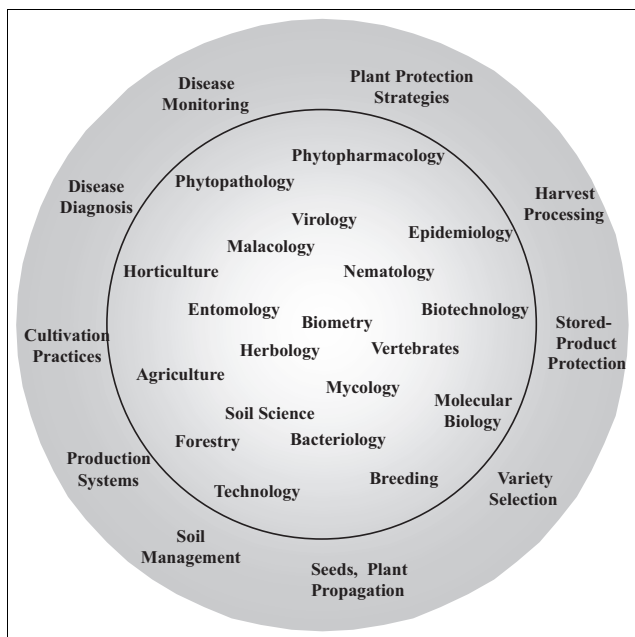 Disease
Monitoring
Plant Protection
Strategies
Phytopharmacology
Phytopathology
Disease
Diagnosis
Harvest
Processing
Virology
Epidemiology
Malacology
Horticulture
Nematology
Entomology
Biotechnology
Biometry
Cultivation
Practices
Stored-
Product
Protection
Herbology
Vertebrates
Agriculture
Mycology
Molecular
Biology
Soil Science
Forestry
Bacteriology
Production
Systems
Breeding
Variety
Selection
Technology
Soil
Management
Seeds, Plant
Propagation